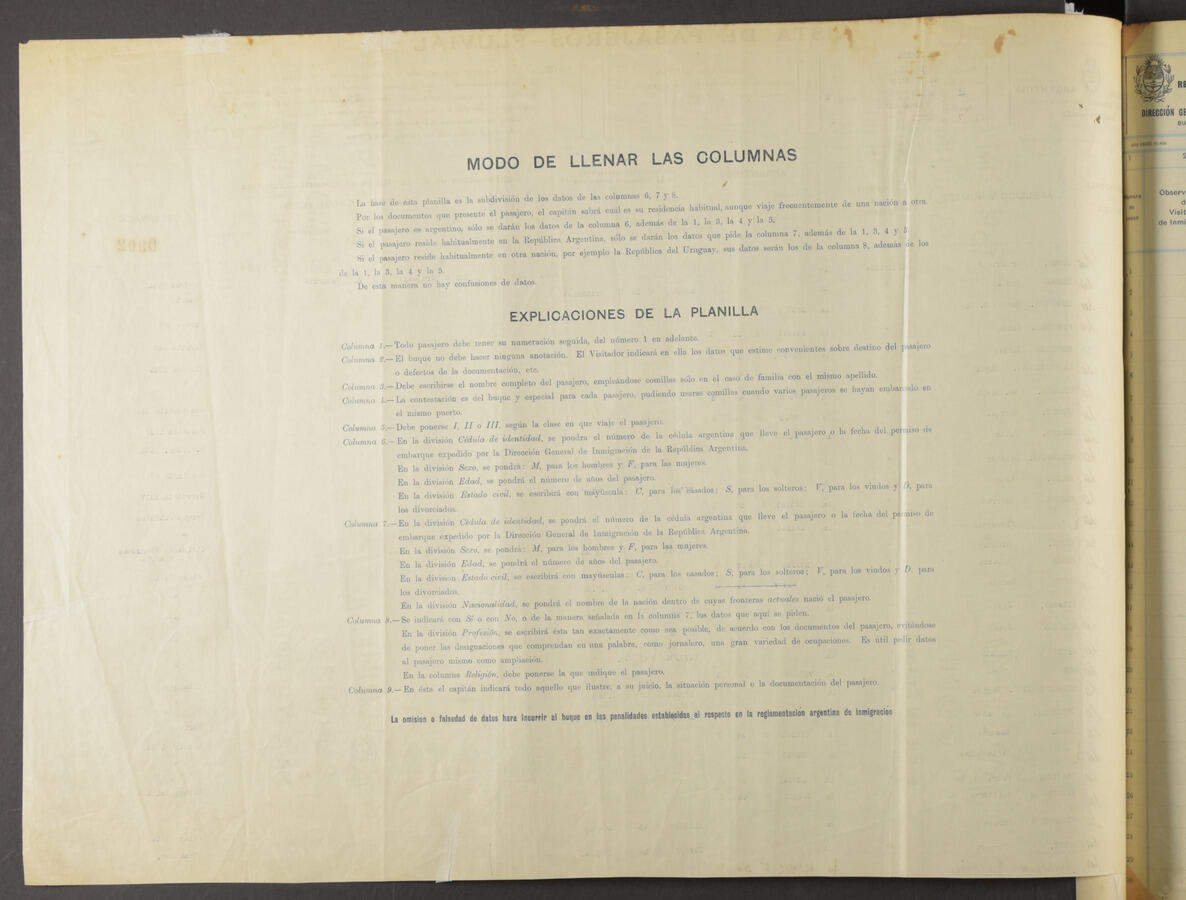 MODO DE LLENAR LAS COLUMNAS
La base de esta planilla es la subdivisión de los datos de las columnas 6, 7 y 8.
Por los documentos que presente el pasajero, el capitán sabrá cuál es su residencia habitual, aunque viaje frecuentemente de una nación a otra.
Si el pasajero es argentino, sólo se darán los datos de la columna 6, además de la 1, la 3, la 4 y la 5.
Si el pasajero reside habitualmente en la República Argentina, sólo se darán los datos que pide la columna 7, además de la 1, 3, 4 y 5.
Si el pasajero reside habitualmente en otra nación, por ejemplo la República del Uruguay, sus datos serán los de la columna 8, además de los
de la 1, la 3, la 4 y la 5.
De esta manera no hay confusiones de datos.
EXPLICACIONES DE LA PLANILLA
Columna 1.—Todo pasajero debe tener su numeración seguida, del número 1 en adelante.
Columna 2.—El buque no debe hacer ninguna anotación. El Visitador indicará en ella los datos que estime convenientes sobre destino del pasajero
o defectos de la documentación, etc.
Columna 3.—Debe escribirse el nombre completo del pasajero, empleándose comillas sólo en el caso de familia con el mismo apellido.
Columna 4.—La contestación es del buque y especial para cada pasajero, pudiendo usarse comillas cuando varios pasajeros se hayan embarcado en
el mismo puerto.
Columna 5.—Debe ponerse I, II o III, según la clase en que viaje el pasajero.
Columna 6.—En la división Cédula de identidad, se pondrá el número de la cédula argentina que lleve el pasajero o la fecha del permiso de
embarque expedido por la Dirección General de Inmigración de la República Argentina.
En la división Sexo, se pondrá: M, para los hombres y F, para las mujeres.
En la división Edad, se pondrá el número de años del pasajero.
En la división Estado civil, se escribirá con mayúscula: C, para los casados; S, para los solteros; V, para los viudos y D, para
los divorciados.
Columna 7.—En la división Cédula de identidad, se pondrá el número de la cédula argentina que lleve el pasajero o la fecha del permiso de
embarque expedido por la Dirección General de Inmigración de la República Argentina.
En la división Sexo, se pondrá: M, para los hombres y F, para las mujeres.
En la división Edad, se pondrá el número de años del pasajero.
En la división Estado civil, se escribirá con mayúsculas: C, para los casados; S, para los solteros; V, para los viudos y D, para
los divorciados.
En la división Nacionalidad, se pondrá el nombre de la nación dentro de cuyas fronteras actuales nació el pasajero.
Columna 8.—Se indicará con Sí o con No, o de la manera señalada en la columna 7, los datos que aquí se piden.
En la división Profesión, se escribirá ésta tan exactamente como sea posible, de acuerdo con los documentos del pasajero, evitándose
de poner las designaciones que comprendan en una palabra, como jornalero, una gran variedad de ocupaciones. Es útil pedir datos
al pasajero mismo como ampliación.
En la columna Religión, debe ponerse la que indique el pasajero.
Columna 9.—En ésta el capitán indicará todo aquello que ilustre, a su juicio, la situación personal o la documentación del pasajero.
La omision o falsedad de datos hara incurrir al buque en las penalidades establecidas al respecto en la reglamentación argentina de inmigración
DIRECCIÓN GE
1
2
Observ
Visit
de Inmi